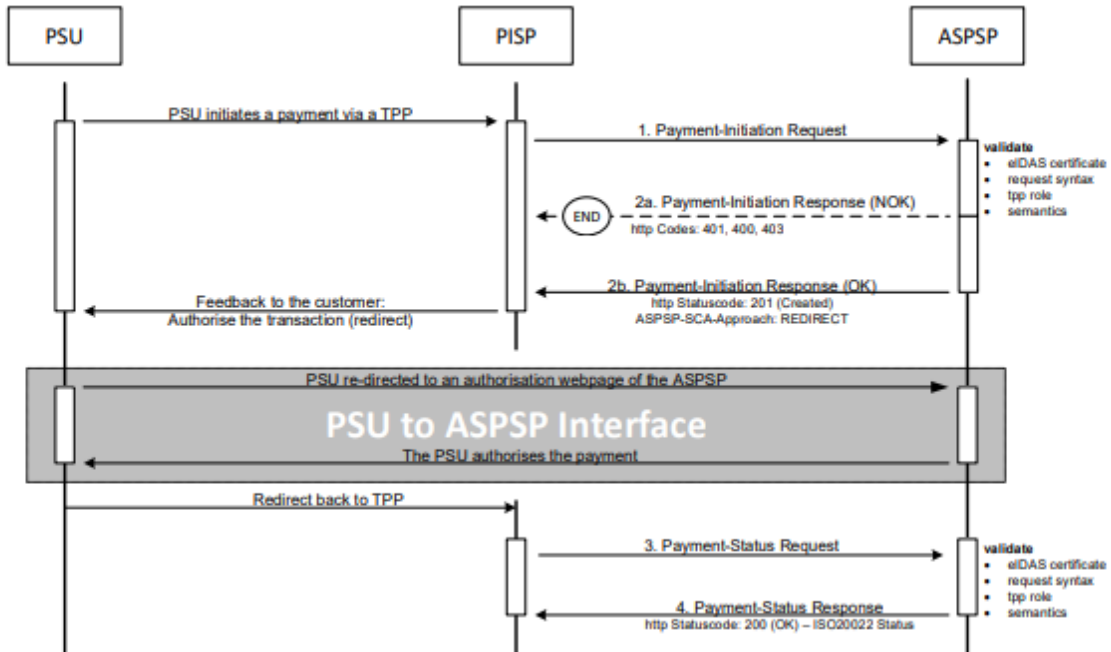 PSU
PISP
ASPSP
PSU initiates a payment via a TPP
1. Payment-Initiation Request
validate
• eIDAS certificate
• request syntax
• tpp role
• semantics
2a. Payment-Initiation Response (NOK)
END
http Codes: 401, 400, 403
2b. Payment-Initiation Response (OK)
http Statuscode: 201 (Created)
ASPSP-SCA-Approach: REDIRECT
Feedback to the customer:
Authorise the transaction (redirect)
PSU re-directed to an authorisation webpage of the ASPSP
PSU to ASPSP Interface
The PSU authorises the payment
Redirect back to TPP
3. Payment-Status Request
validate
• eIDAS certificate
• request syntax
• tpp role
• semantics
4. Payment-Status Response
http Statuscode: 200 (OK) – ISO20022 Status